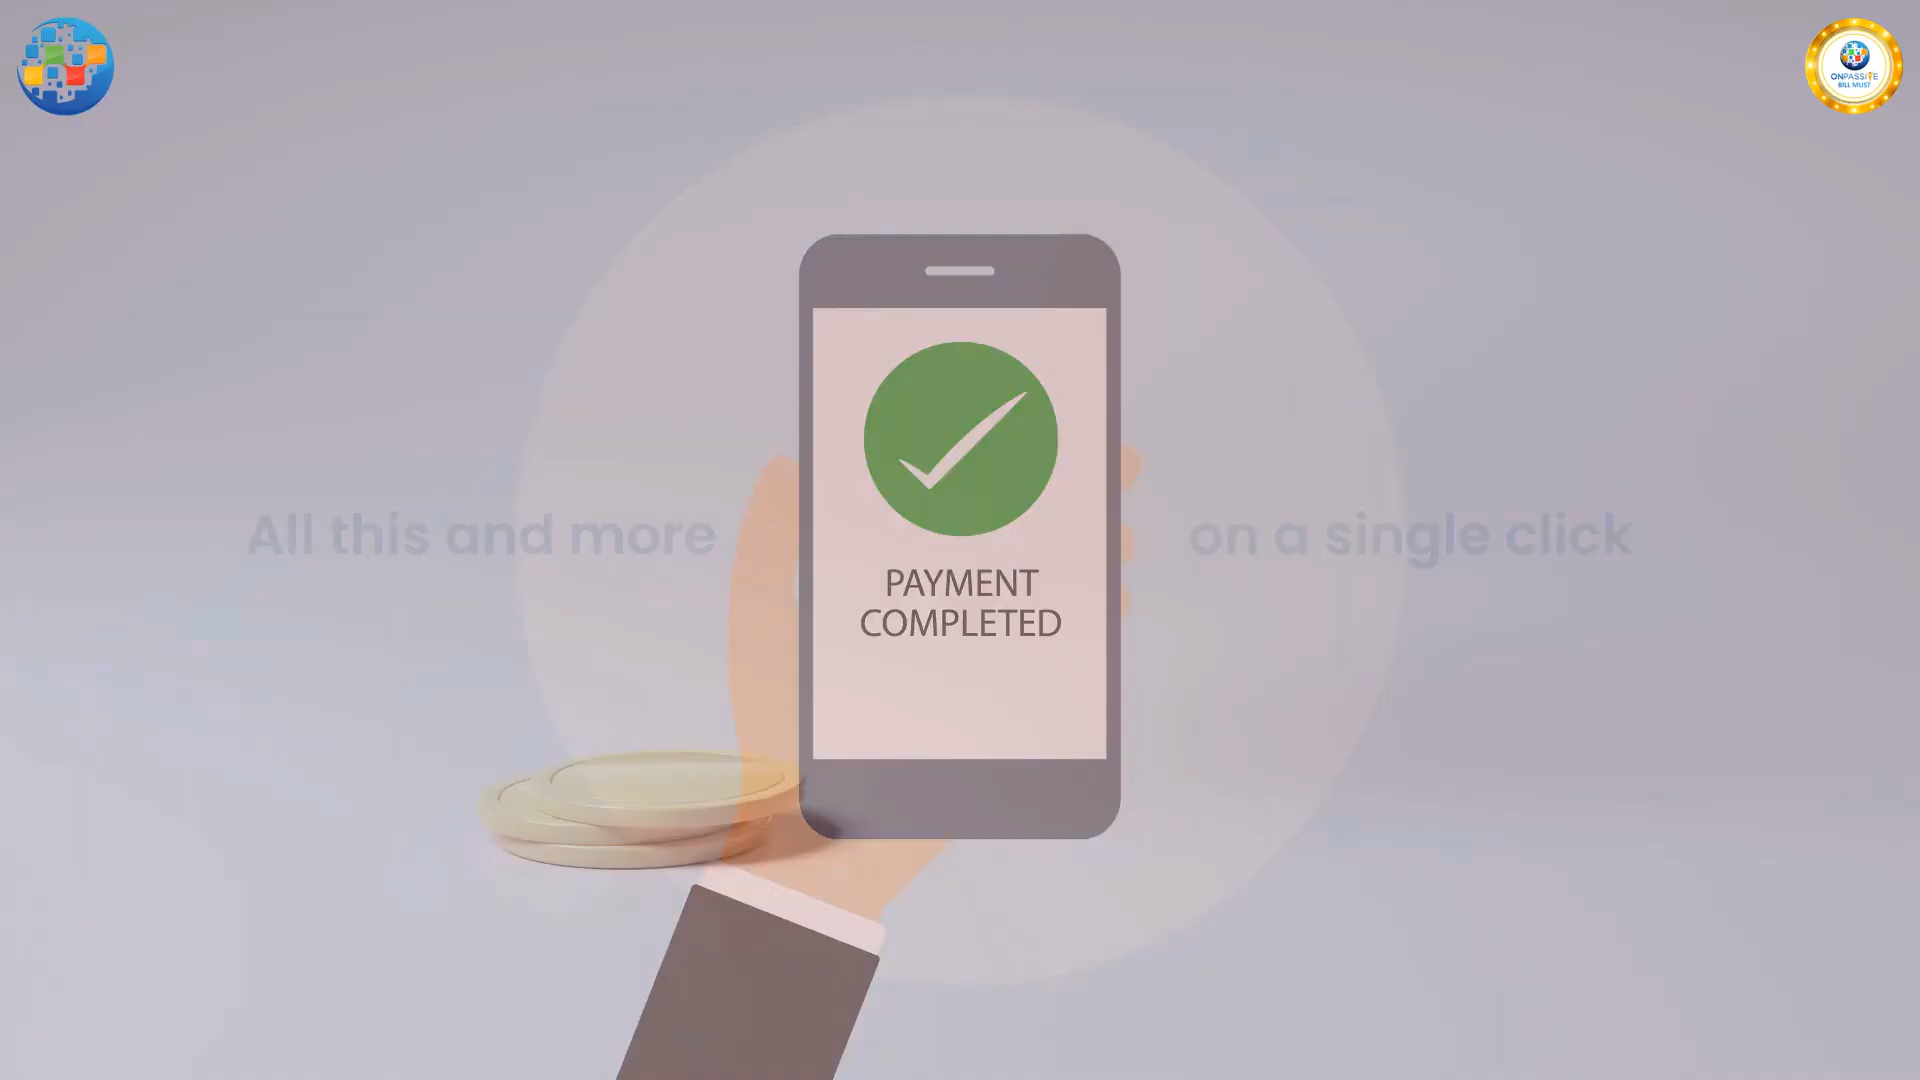 ONPASSIVE
BILL MUST
All this and more
on a single click
PAYMENT
COMPLETED